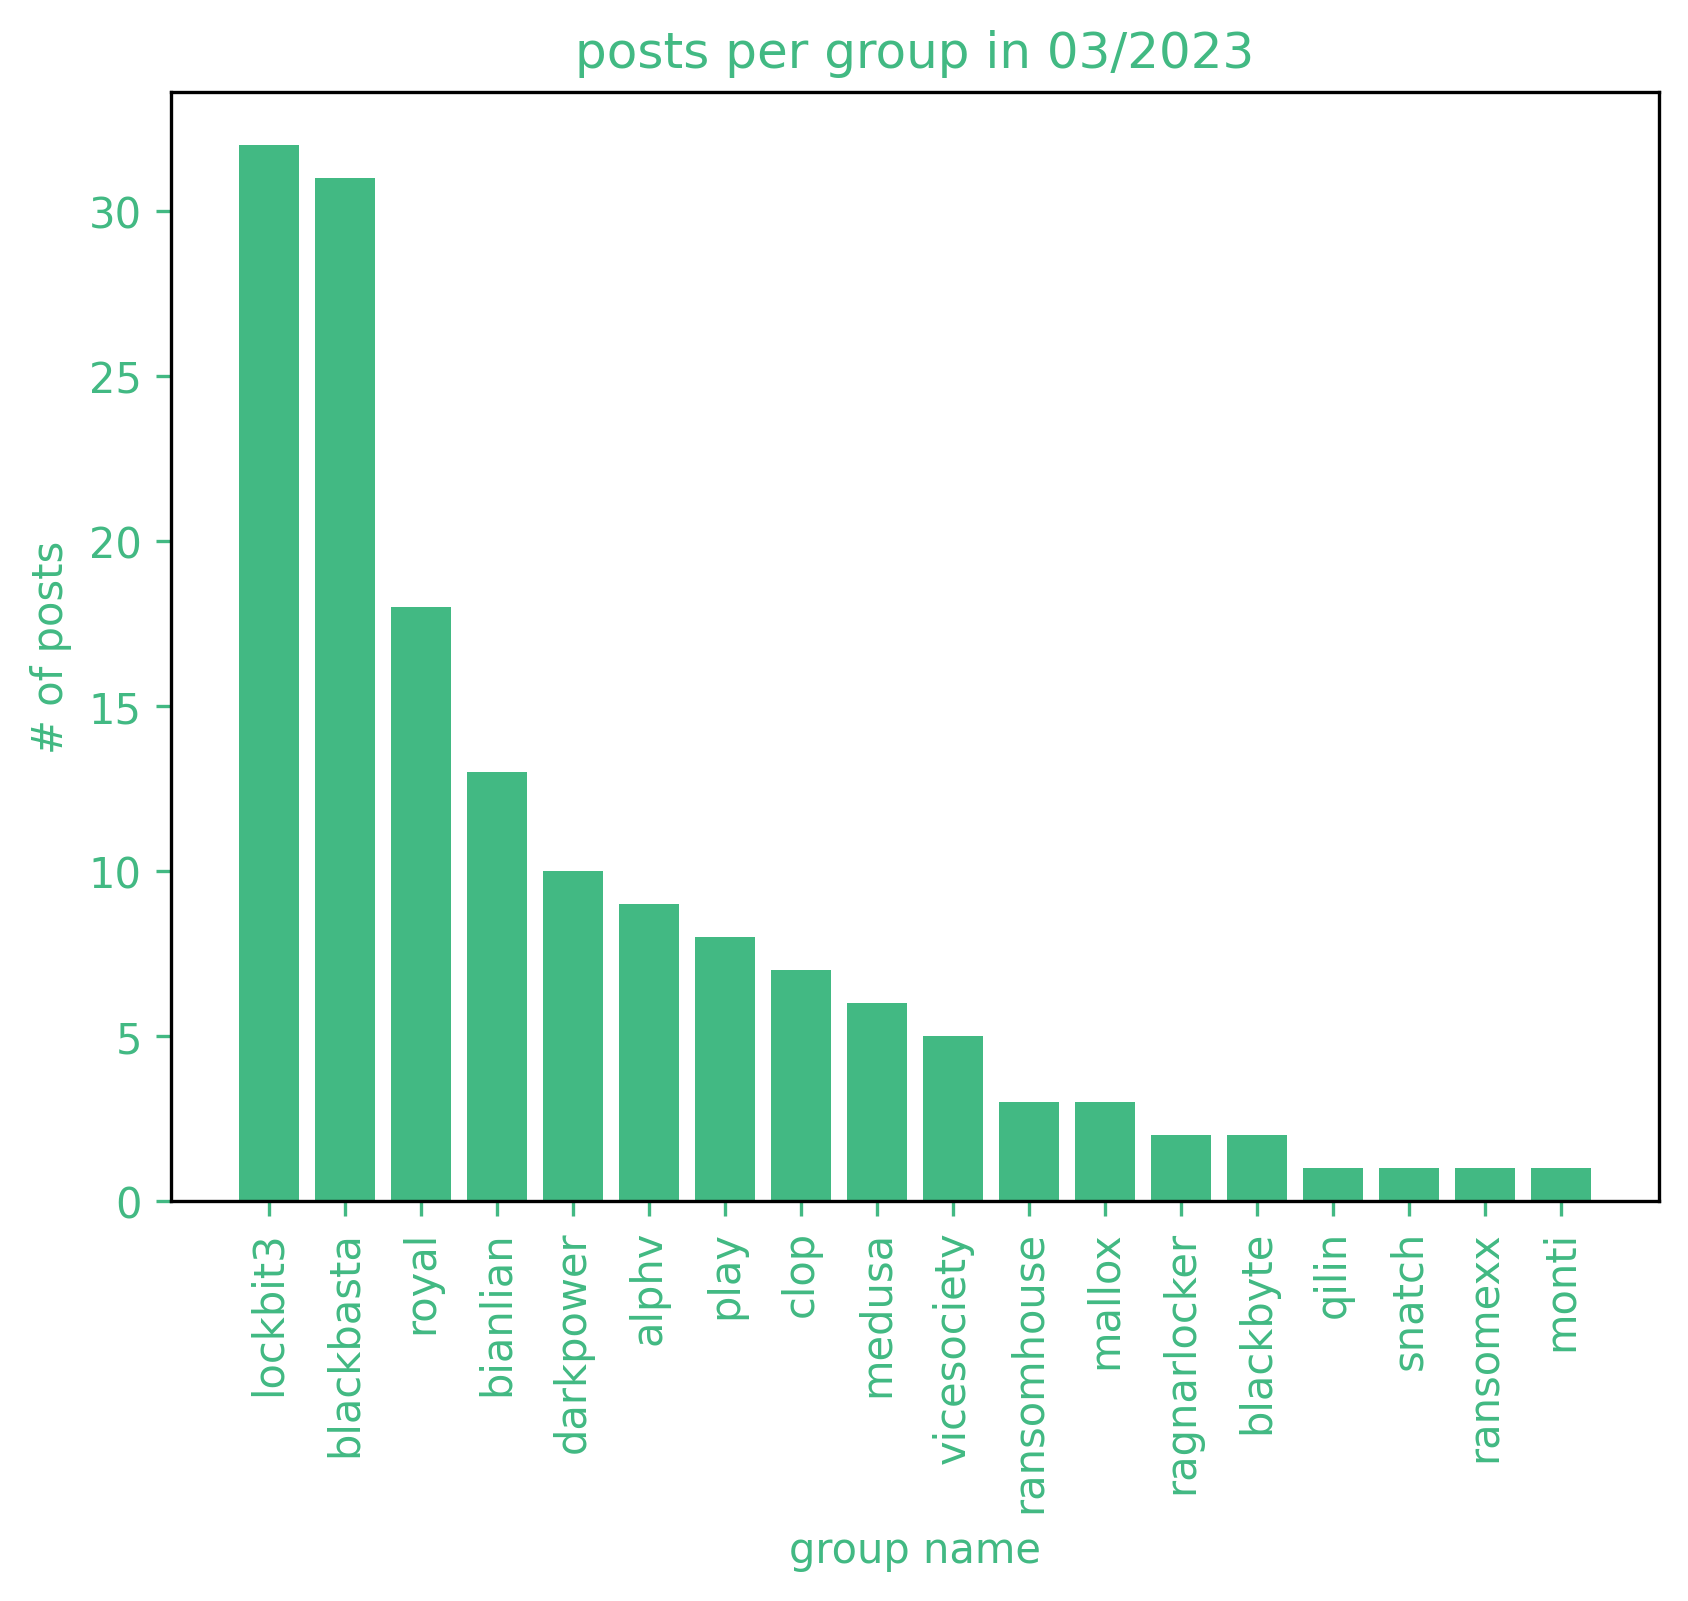 posts per group in 03/2023
# of posts
30
25
20
15
10
5
0
lockbit3
blackbasta
royal
bianlian
darkpower
alphv
play
clop
medusa
vicesociety
ransomhouse
mallox
ragnarlocker
blackbyte
qilin
snatch
ransomexx
monti
group name